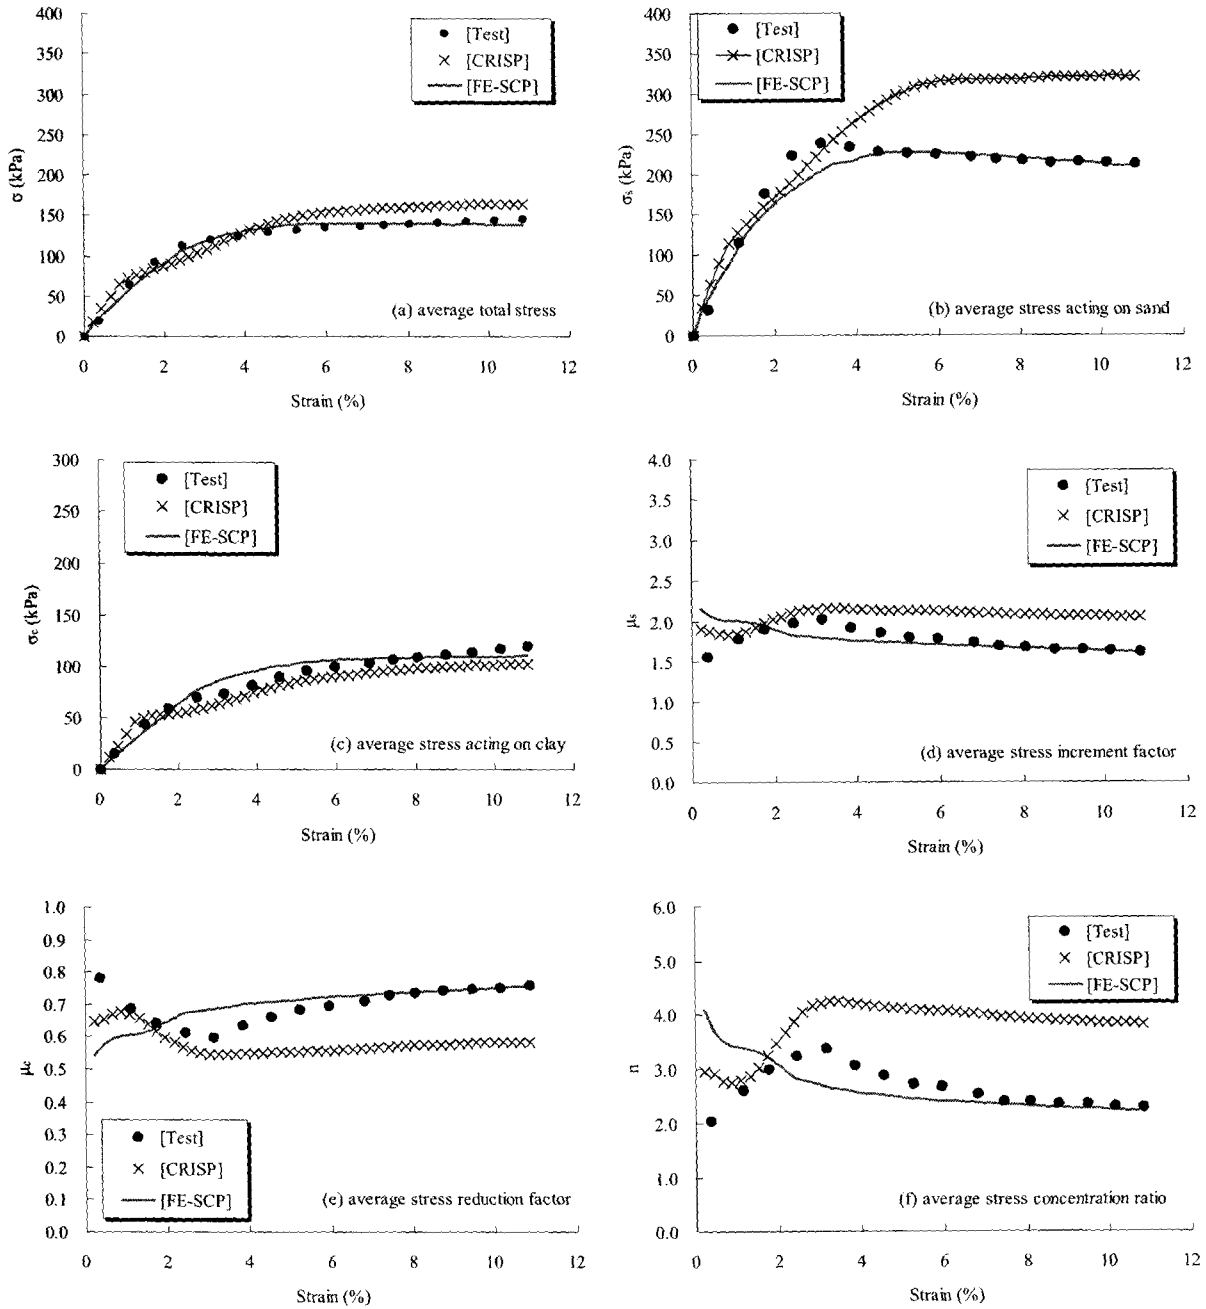 400
350
300
250
200
150
100
50
0
σ (kPa)
[Test]
[CRISP]
[FE-SCP]
(a) average total stress
0 2 4 6 8 10 12
Strain (%)
400
350
300
250
200
150
100
50
0
σs (kPa)
[Test]
[CRISP]
[FE-SCP]
(b) average stress acting on sand
0 2 4 6 8 10 12
Strain (%)
300
250
200
150
100
50
0
σc (kPa)
[Test]
[CRISP]
[FE-SCP]
(c) average stress acting on clay
0 2 4 6 8 10 12
Strain (%)
4.0
3.5
3.0
2.5
2.0
1.5
1.0
0.5
0.0
μs
[Test]
[CRISP]
[FE-SCP]
(d) average stress increment factor
0 2 4 6 8 10 12
Strain (%)
1.0
0.9
0.8
0.7
0.6
0.5
0.4
0.3
0.2
0.1
0.0
μc
[Test]
[CRISP]
[FE-SCP]
(e) average stress reduction factor
0 2 4 6 8 10 12
Strain (%)
6.0
5.0
4.0
3.0
2.0
1.0
0.0
n
[Test]
[CRISP]
[FE-SCP]
(f) average stress concentration ratio
0 2 4 6 8 10 12
Strain (%)